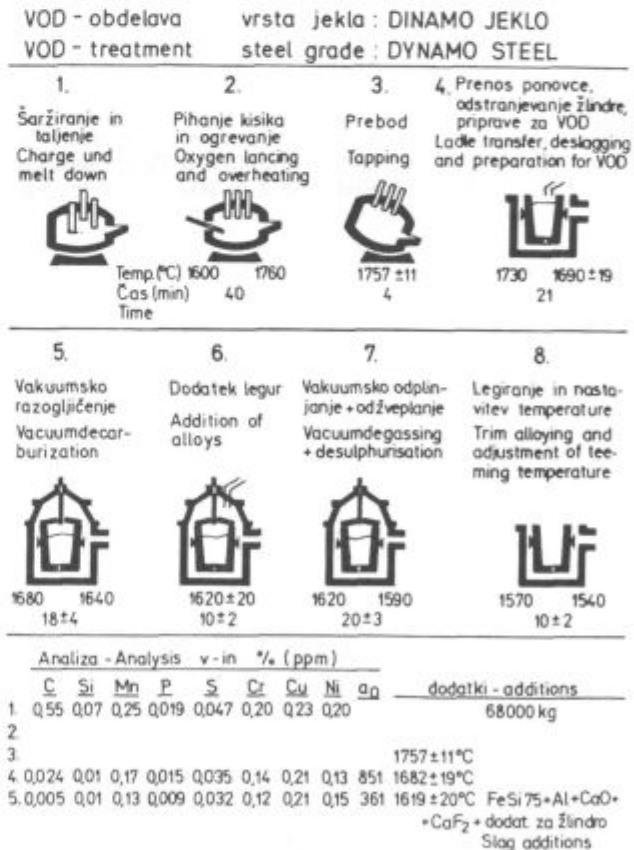 VOD - obdelava vrsta jekla : DINAMO JEKLO
VOD - treatment steel grade : DYNAMO STEEL
1.
Šaržiranje in
taljenje
Charge und
melt down
2.
Pihanje kisika
in ogrevanje
Oxygen lancing
and overheating
3.
Prebod
Tapping
4. Prenos ponovce,
odstranjevanje žlindre,
priprave za VOD
Ladle transfer, deslagging
and preparation for VOD
Temp.(°C) 1600 1760 1757 ±11 1730 1690 ± 19
Čas (min) 40 4 21
Time
5.
Vakuumsko
razogljičenje
Vacuumdecar-
burization
6.
Dodatek legur
Addition of
alloys
7.
Vakuumsko odplin-
janje + odžveplanje
Vacuumdegassing
+ desulphurisation
8.
Legiranje in nasta-
vitev temperature
Trim alloying and
adjustment of tee-
ming temperature
1680 1640 1620 ± 20 1620 1590 1570 1540
18 ± 4 10 ± 2 20 ± 3 10 ± 2
Analiza - Analysis v - in % (ppm)
C Si Mn P S Cr Cu Ni a0 dodatki - additions
1. 0,55 0,07 0,25 0,019 0,047 0,20 0,23 0,20 68000 kg
2.
3. 1757 ± 11°C
4. 0,024 0,01 0,17 0,015 0,035 0,14 0,21 0,13 851 1682 ± 19°C
5. 0,005 0,01 0,13 0,009 0,032 0,12 0,21 0,15 361 1619 ± 20°C FeSi 75 + Al + CaO +
+ CaF2 + dodat. za žlindro
Slag additions